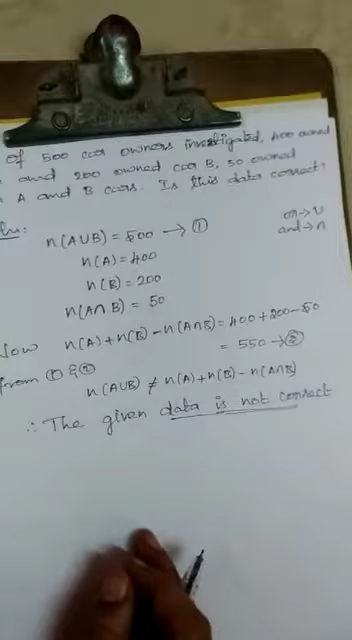 Of 500 car owners investigated, 400 owned
and 200 owned car B, 50 owned
A and B cars. Is this data correct?
n(A∪B) = 500 → ①
or → ∪
and → ∩
n(A) = 400
n(B) = 200
n(A∩B) = 50
Now n(A) + n(B) - n(A∩B) = 400 + 200 - 50
= 550 → ②
from ① & ②
n(A∪B) ≠ n(A) + n(B) - n(A∩B)
∴ The given data is not correct